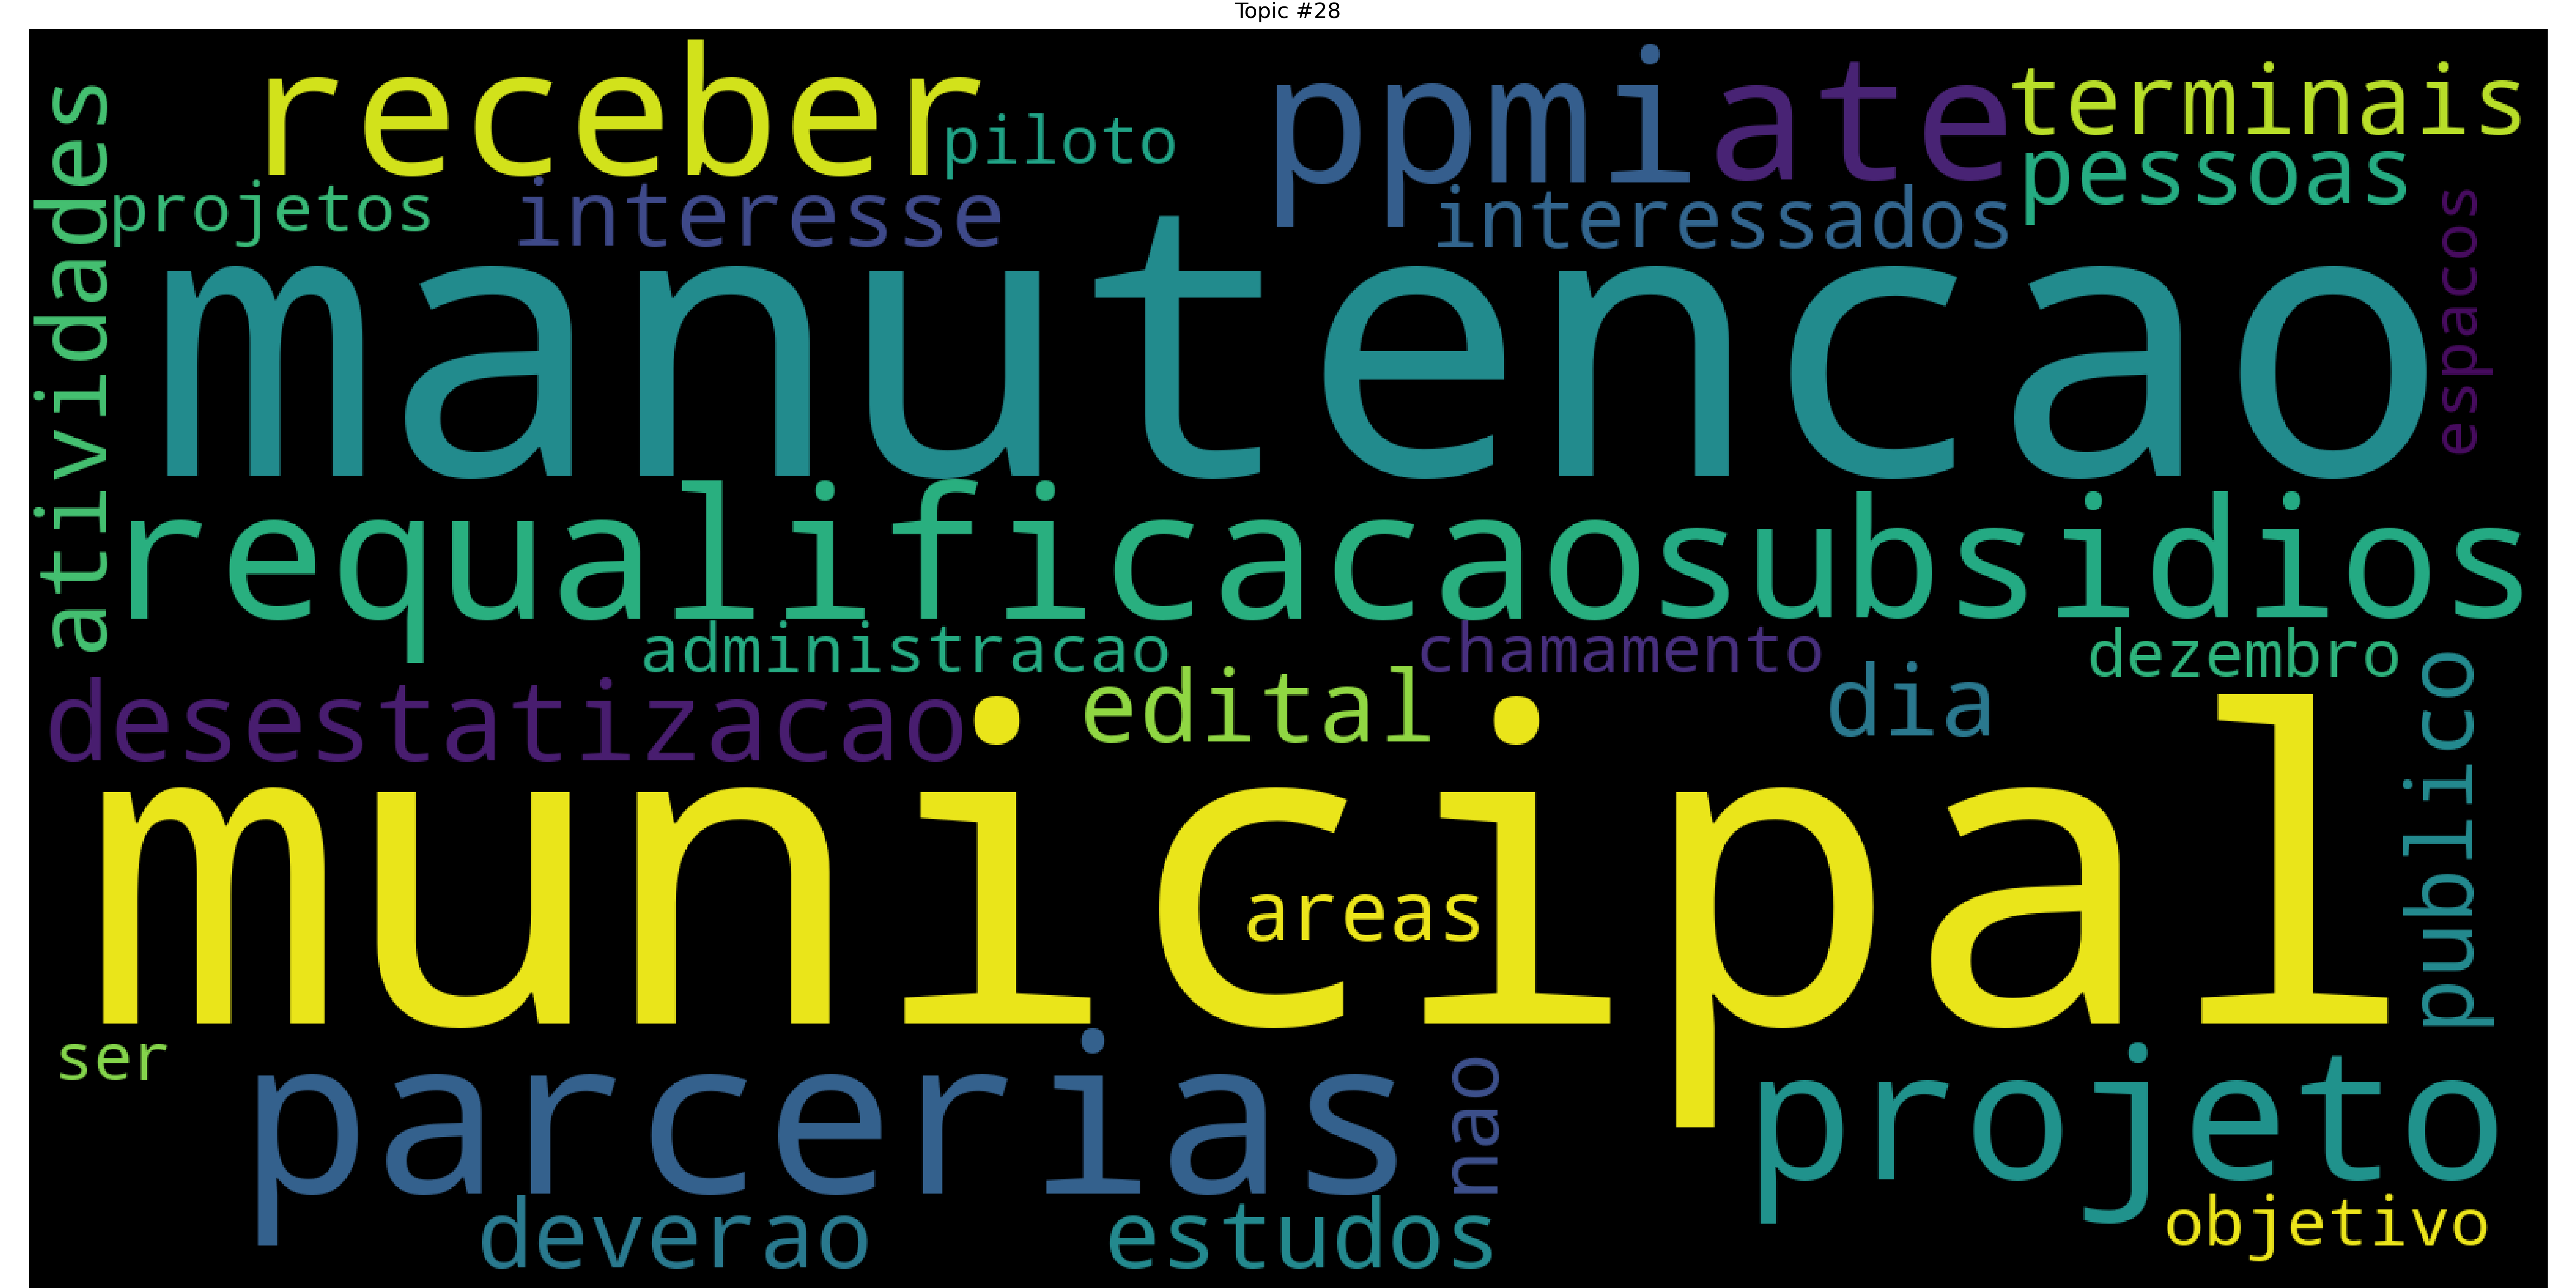 Topic #28
receber
piloto
ppmi
ate
terminais
pessoas
atividades
projetos
interesse
interessados
espacos
manutencao
requalificacao
subsidios
administracao
chamamento
dezembro
desestatizacao
edital
dia
publico
municipal
areas
ser
parcerias
nao
projeto
deverao
estudos
objetivo